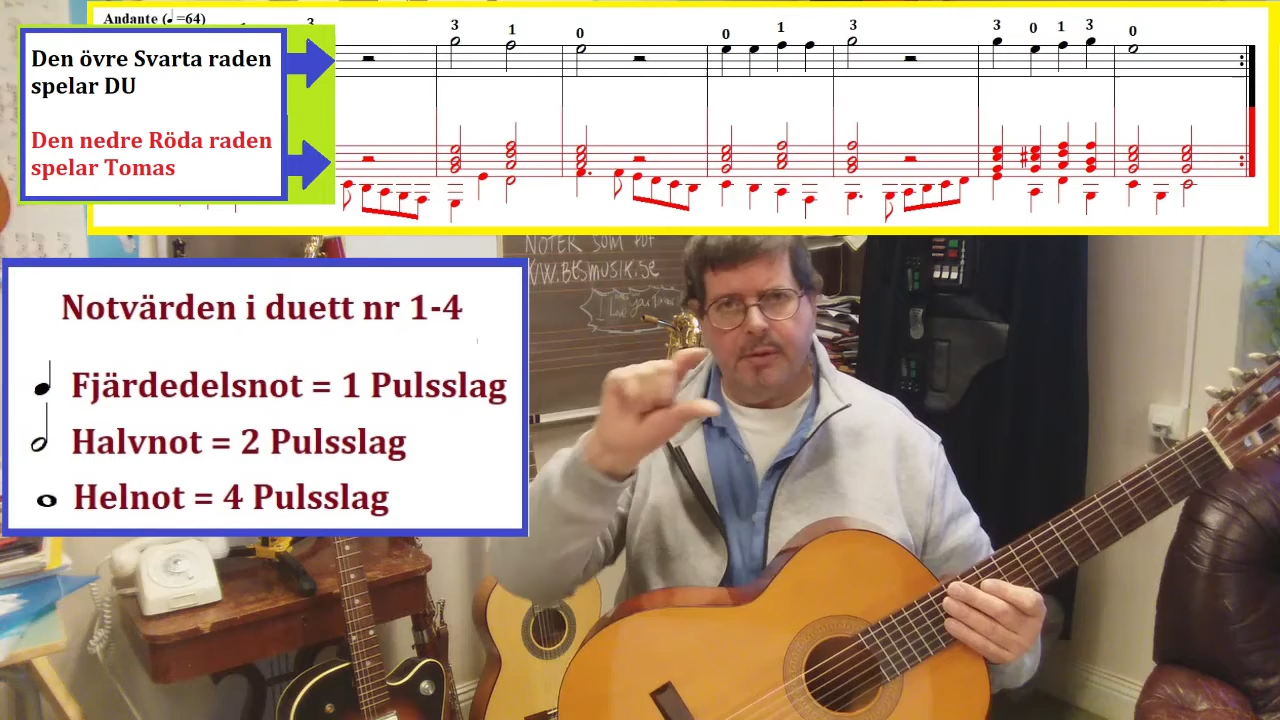 Andante (♩=64)
3 3 1 0 0 1 3 3 0 1 3 0
Den övre Svarta raden
spelar DU
Den nedre Röda raden
spelar Tomas
NOTER SOM PDF
WWW.BTSMUSIK.SE
Notvärden i duett nr 1-4
Fjärdedelsnot = 1 Pulsslag
Halvnot = 2 Pulsslag
Helnot = 4 Pulsslag